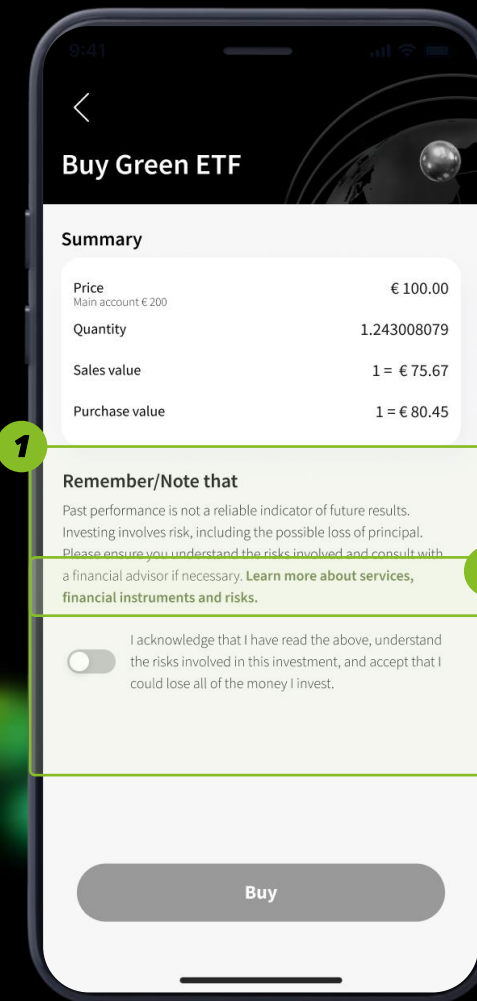 9:41
Buy Green ETF
Summary
Price
€ 100.00
Main account € 200
Quantity
1.243008079
Sales value
1 = € 75.67
Purchase value
1 = € 80.45
1
Remember/Note that
Past performance is not a reliable indicator of future results.
Investing involves risk, including the possible loss of principal.
Please ensure you understand the risks involved and consult with
a financial advisor if necessary. Learn more about services,
financial instruments and risks.
I acknowledge that I have read the above, understand
the risks involved in this investment, and accept that I
could lose all of the money I invest.
Buy